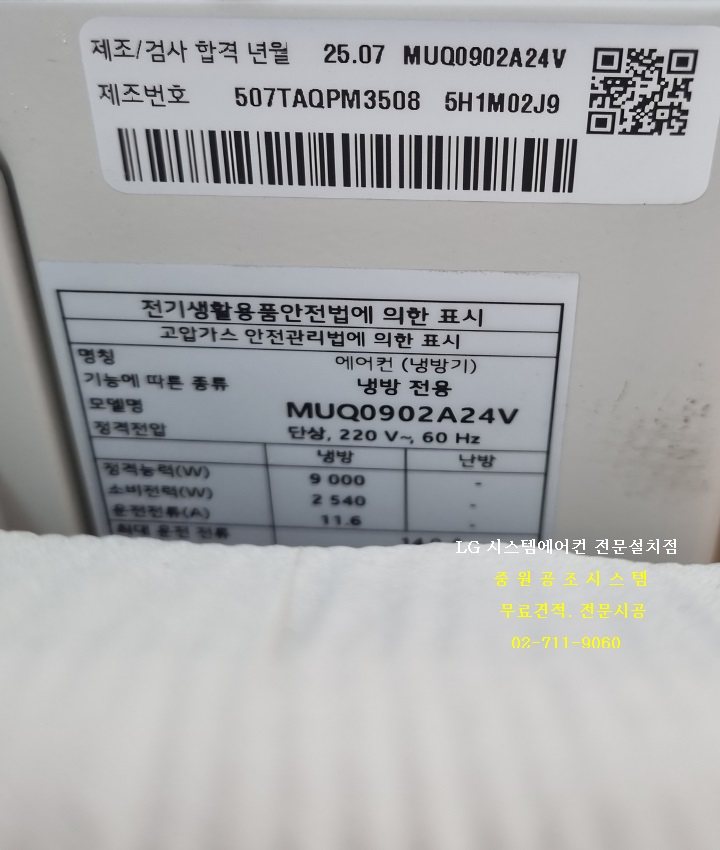 제조/검사 합격 년월 25.07 MUQ0902A24V
제조번호 507TAQPM3508 5H1M02J9
전기생활용품안전법에 의한 표시
고압가스 안전관리법에 의한 표시
명칭 에어컨 (냉방기)
기능에 따른 종류 냉방 전용
모델명 MUQ0902A24V
정격전압 단상, 220 V~, 60 Hz
냉방 난방
정격능력(W) 9 000 -
소비전력(W) 2 540 -
운전전류(A) 11.6 -
최대 운전 전류
LG 시스템에어컨 전문설치점
중원공조시스템
무료견적. 전문시공
02-711-9060